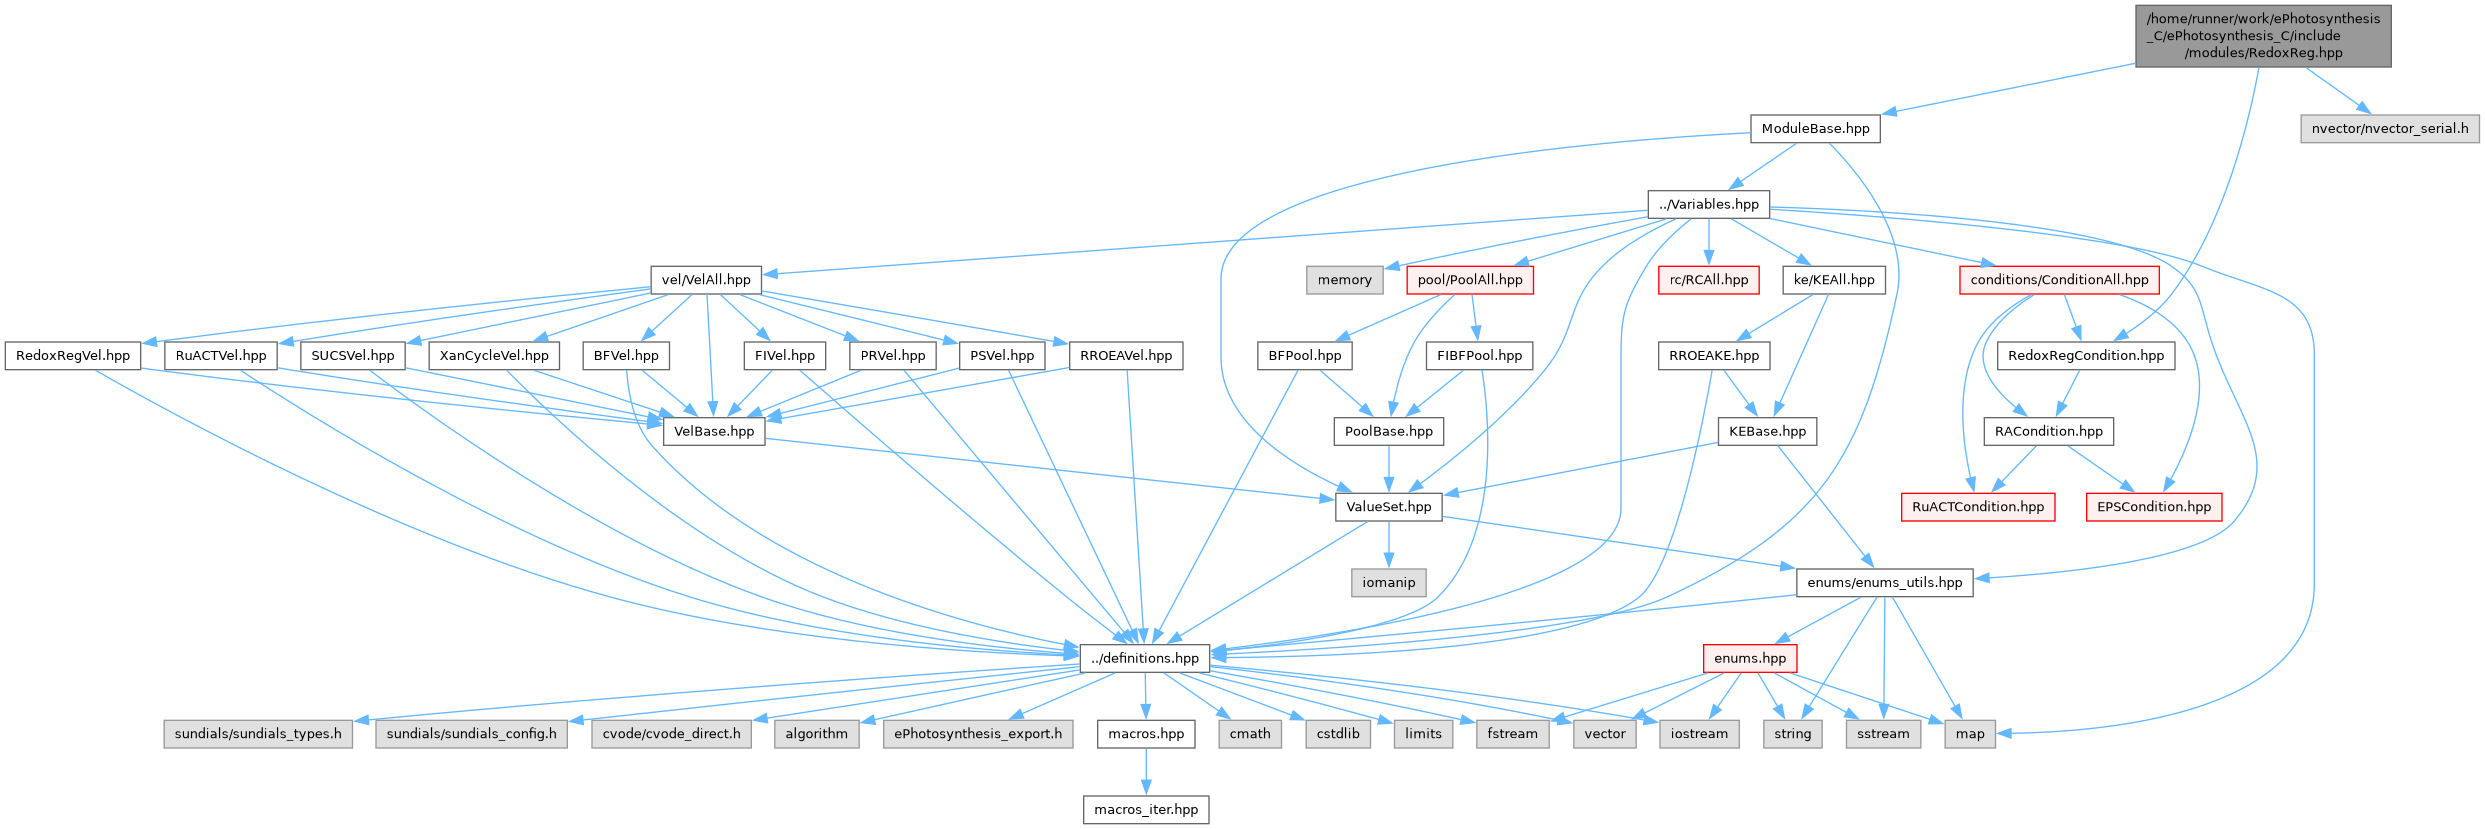 /home/runner/work/ePhotosynthesis
_C/ePhotosynthesis_C/include
/modules/RedoxReg.hpp
ModuleBase.hpp
nvector/nvector_serial.h
../Variables.hpp
vel/VelAll.hpp
memory
pool/PoolAll.hpp
rc/RCAll.hpp
ke/KEAll.hpp
conditions/ConditionAll.hpp
RedoxRegVel.hpp
RuACTVel.hpp
SUCSVel.hpp
XanCycleVel.hpp
BFVel.hpp
FIVel.hpp
PRVel.hpp
PSVel.hpp
RROEAVel.hpp
BFPool.hpp
FIBFPool.hpp
RROEAKE.hpp
RedoxRegCondition.hpp
VelBase.hpp
PoolBase.hpp
KEBase.hpp
RACondition.hpp
ValueSet.hpp
RuACTCondition.hpp
EPSCondition.hpp
iomanip
enums/enums_utils.hpp
../definitions.hpp
enums.hpp
sundials/sundials_types.h
sundials/sundials_config.h
cvode/cvode_direct.h
algorithm
ePhotosynthesis_export.h
macros.hpp
cmath
cstdlib
limits
fstream
vector
iostream
string
sstream
map
macros_iter.hpp